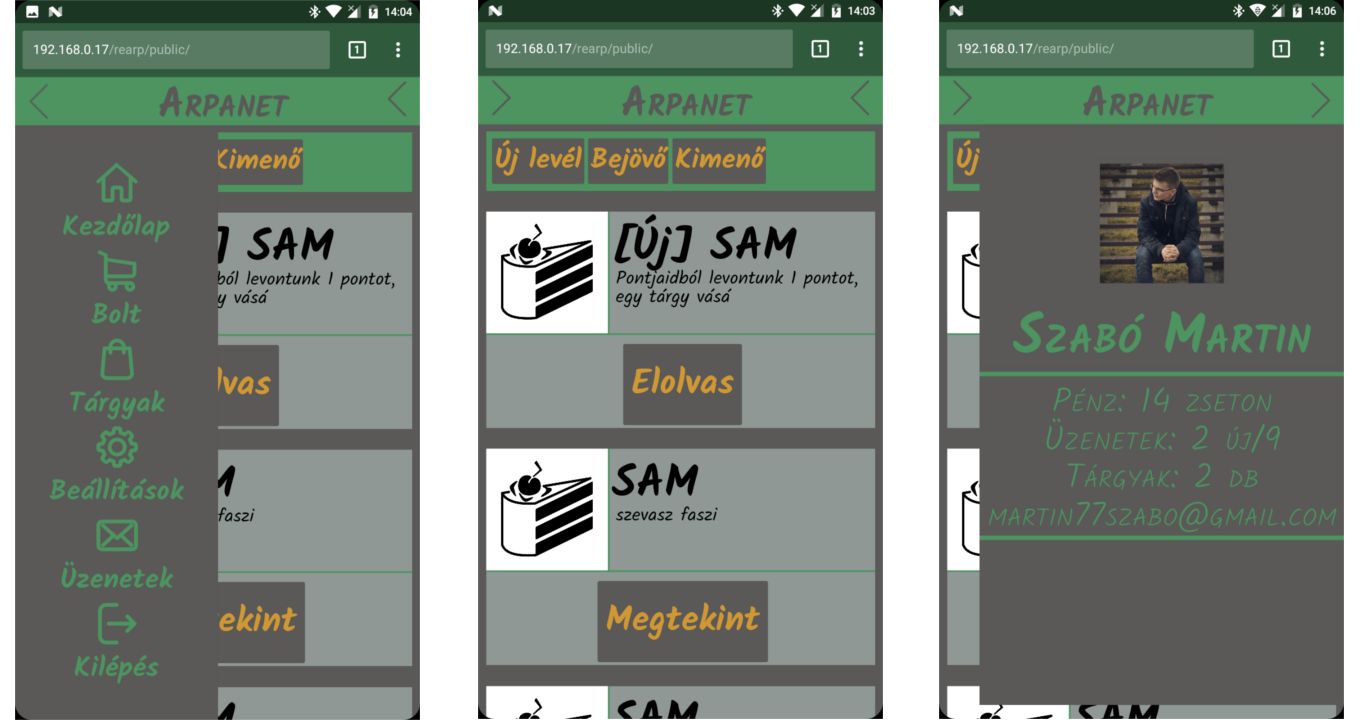 14:04
192.168.0.17/rearp/public/
1
ARPANET
Kimenő
Kezdőlap
Bolt
Tárgyak
Beállítások
Üzenetek
Kilépés
] SAM
ból levontunk 1 pontot,
y vásá
lvas
M
faszi
ekint
M
14:03
192.168.0.17/rearp/public/
1
ARPANET
Új levél Bejövő Kimenő
[Új] SAM
Pontjaidból levontunk 1 pontot,
egy tárgy vásá
Elolvas
SAM
szevasz faszi
Megtekint
SAM
14:06
192.168.0.17/rearp/public/
1
ARPANET
Új
SZABÓ MARTIN
PÉNZ: 14 ZSETON
ÜZENETEK: 2 ÚJ/9
TÁRGYAK: 2 DB
MARTIN77SZABO@GMAIL.COM
SAM